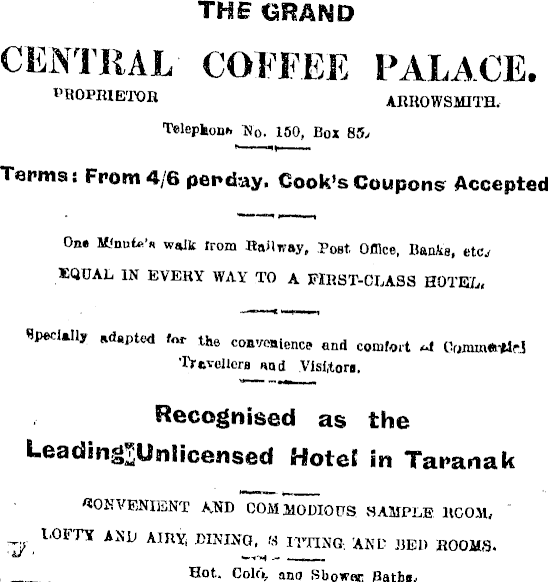 THE GRAND
CENTRAL COFFEE PALACE.
PROPRIETOR ARROWSMITH.
Telephone No. 150, Box 85.
Terms: From 4/6 per day. Cook's Coupons Accepted
One Minute's walk from Railway, Post Office, Banks, etc.
EQUAL IN EVERY WAY TO A FIRST-CLASS HOTEL.
Specially adapted for the convenience and comfort of Commercial
Travellers and Visitors.
Recognised as the
Leading Unlicensed Hotel in Taranak
CONVENIENT AND COMMODIOUS SAMPLE ROOM,
LOFTY AND AIRY, DINING, SITTING AND BED ROOMS.
Hot, Cold, and Shower Baths,